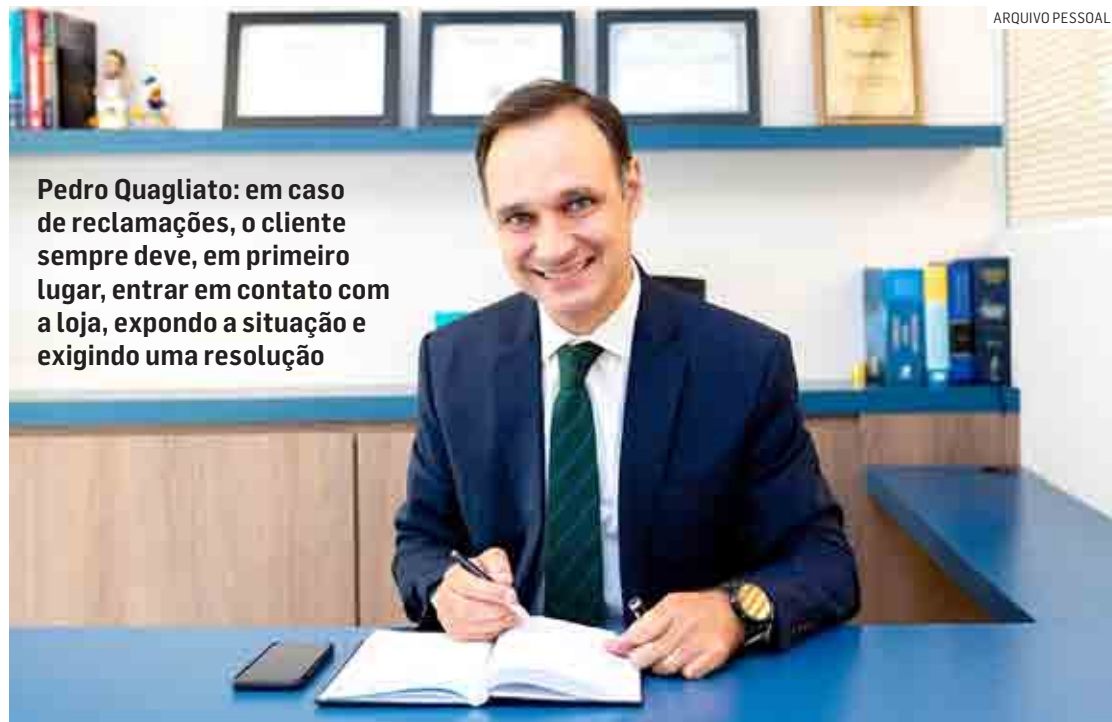 ARQUIVO PESSOAL
Pedro Quagliato: em caso
de reclamações, o cliente
sempre deve, em primeiro
lugar, entrar em contato com
a loja, expondo a situação e
exigindo uma resolução